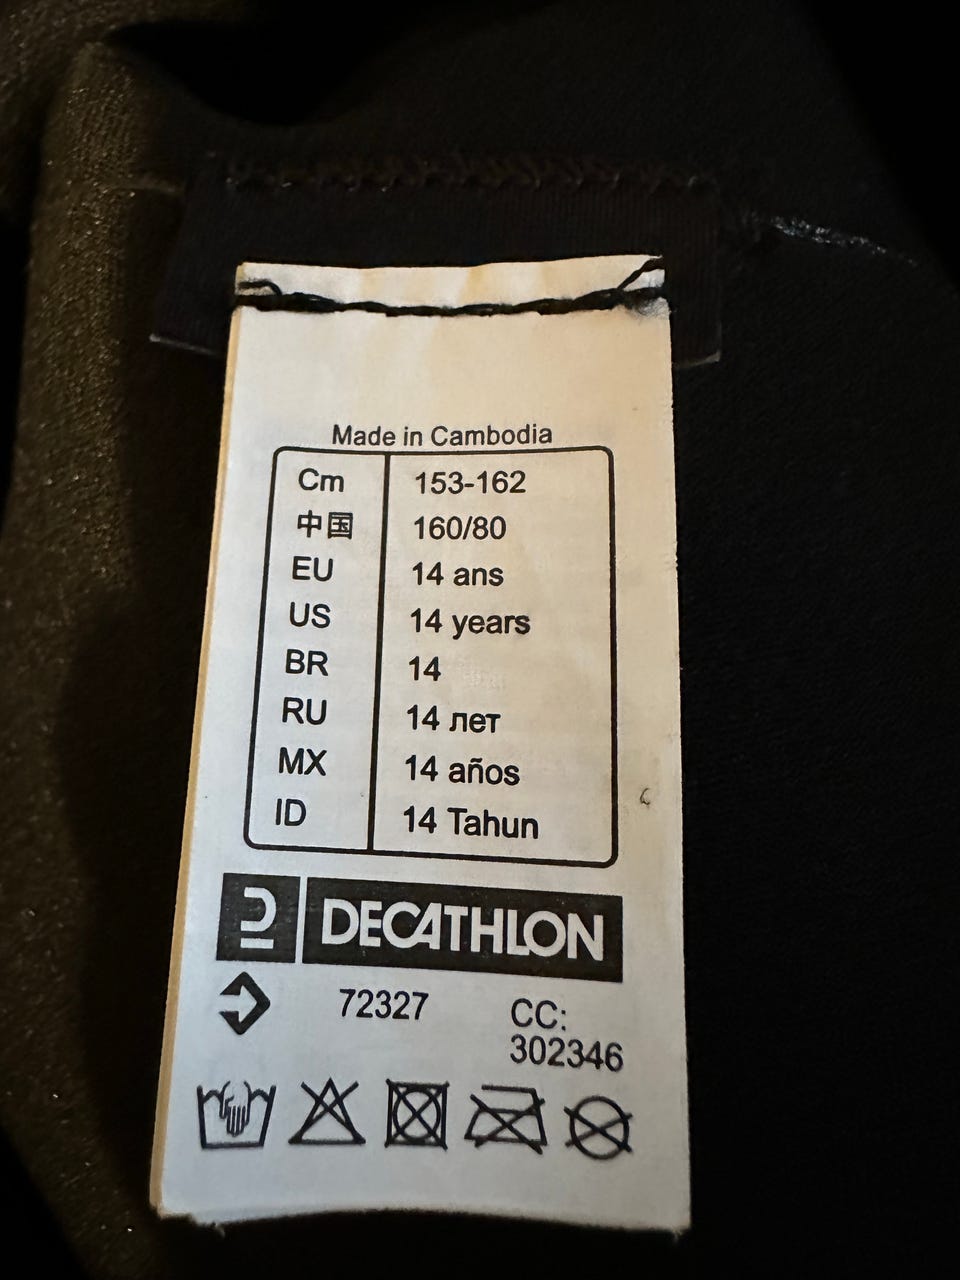 Made in Cambodia
Cm 153-162
中国 160/80
EU 14 ans
US 14 years
BR 14
RU 14 лет
MX 14 años
ID 14 Tahun
DECATHLON
72327 CC:
302346